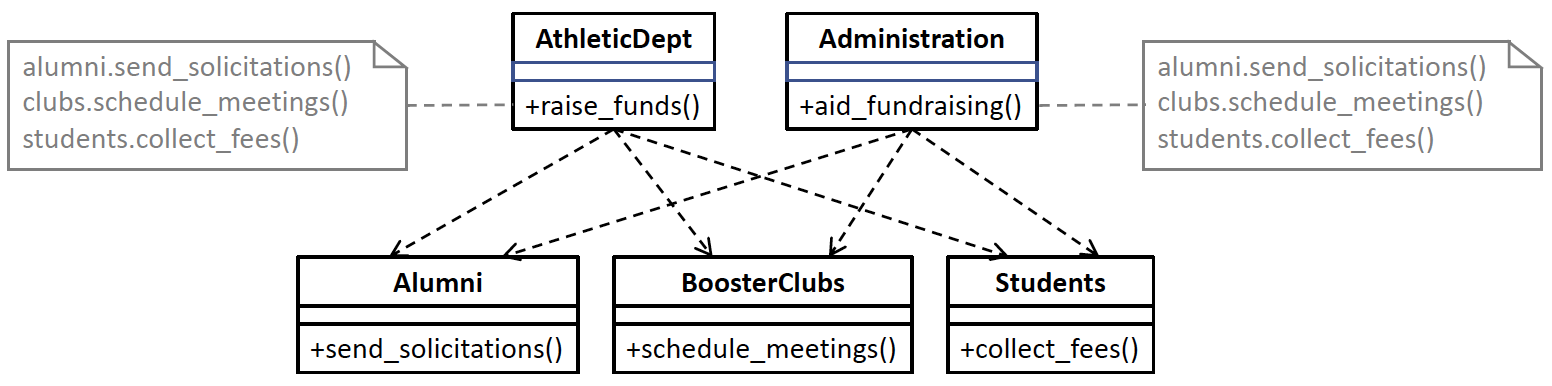 alumni.send_solicitations()
clubs.schedule_meetings()
students.collect_fees()
AthleticDept
+raise_funds()
Administration
+aid_fundraising()
alumni.send_solicitations()
clubs.schedule_meetings()
students.collect_fees()
Alumni
+send_solicitations()
BoosterClubs
+schedule_meetings()
Students
+collect_fees()